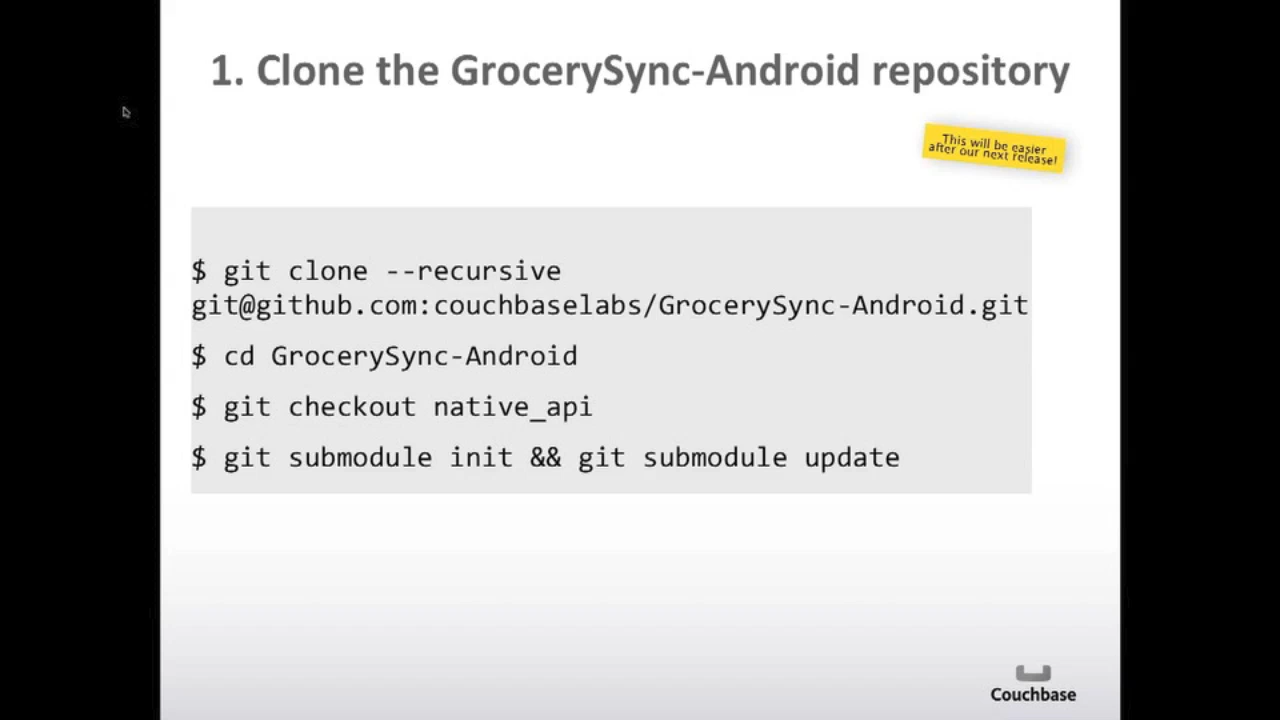 1. Clone the GrocerySync-Android repository
This will be easier
after our next release!
$ git clone --recursive
git@github.com:couchbaselabs/GrocerySync-Android.git
$ cd GrocerySync-Android
$ git checkout native_api
$ git submodule init && git submodule update
Couchbase